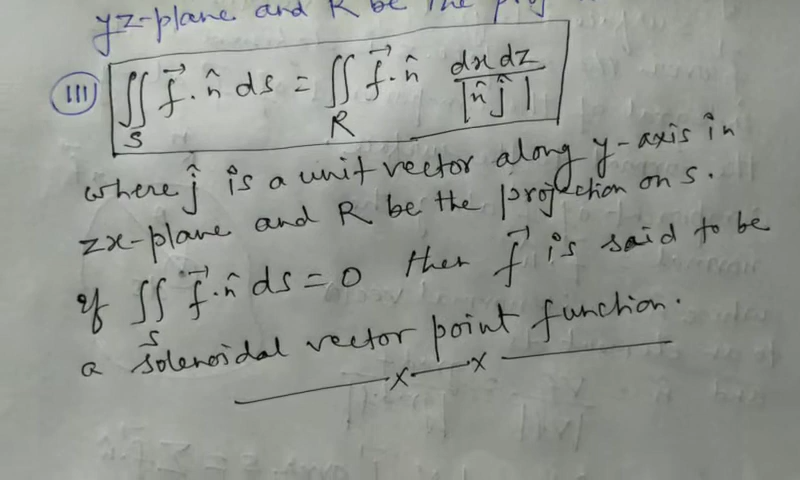 yz-plane and R be the proj
(III) ∬_S f⃗ · n̂ ds = ∬_R f⃗ · n̂ dx dz / |n̂ ĵ|
where ĵ is a unit vector along y-axis in
zx-plane and R be the projection on S.
If ∬_S f⃗ · n̂ ds = 0 then f⃗ is said to be
a solenoidal vector point function.